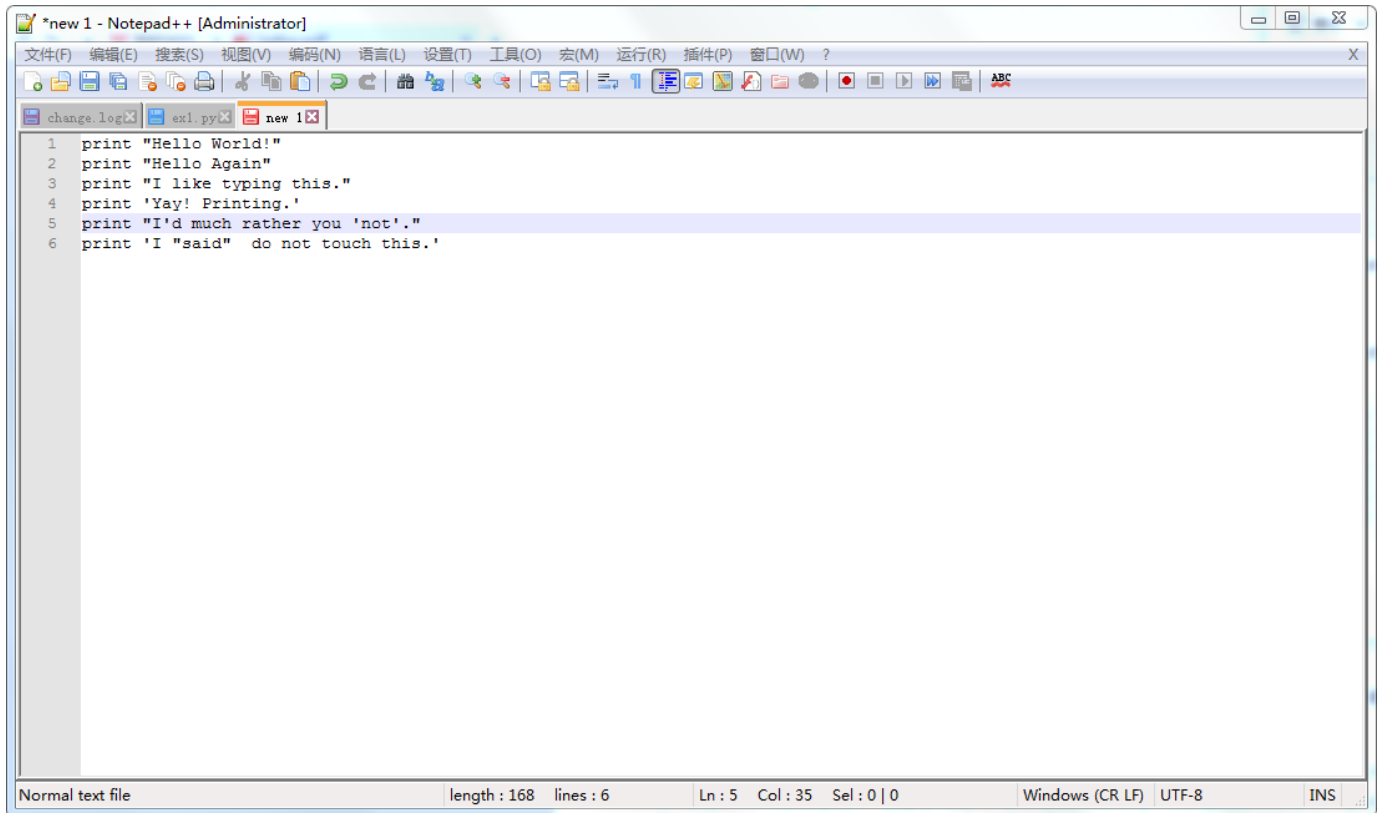 *new 1 - Notepad++ [Administrator]
文件(F) 编辑(E) 搜索(S) 视图(V) 编码(N) 语言(L) 设置(T) 工具(O) 宏(M) 运行(R) 插件(P) 窗口(W) ? X
ABC
change.log ex1.py new 1
1 print "Hello World!"
2 print "Hello Again"
3 print "I like typing this."
4 print 'Yay! Printing.'
5 print "I'd much rather you 'not'."
6 print 'I "said"  do not touch this.'
Normal text file length : 168 lines : 6 Ln : 5 Col : 35 Sel : 0 | 0 Windows (CR LF) UTF-8 INS